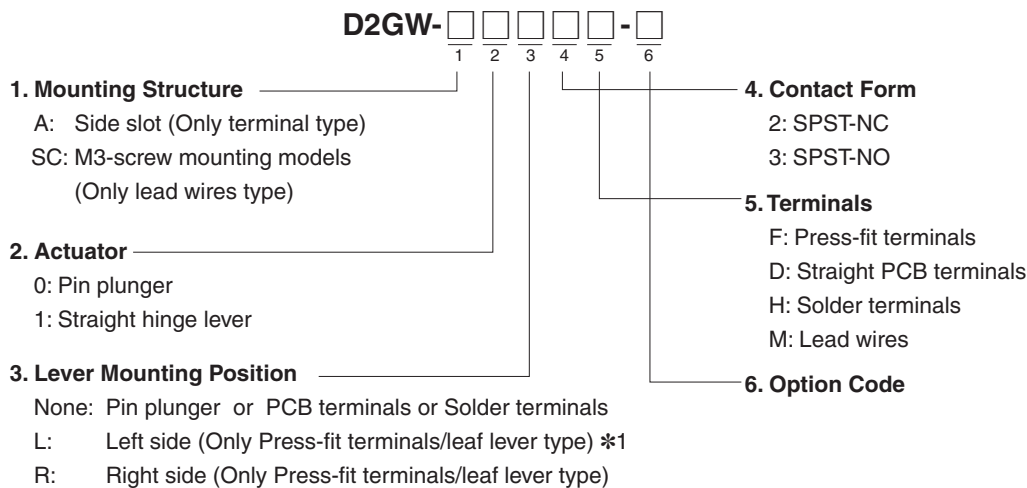 D2GW-□□□□□-□
1 2 3 4 5 6
1. Mounting Structure
A: Side slot (Only terminal type)
SC: M3-screw mounting models
(Only lead wires type)
2. Actuator
0: Pin plunger
1: Straight hinge lever
3. Lever Mounting Position
None: Pin plunger or PCB terminals or Solder terminals
L: Left side (Only Press-fit terminals/leaf lever type) ✻1
R: Right side (Only Press-fit terminals/leaf lever type)
4. Contact Form
2: SPST-NC
3: SPST-NO
5. Terminals
F: Press-fit terminals
D: Straight PCB terminals
H: Solder terminals
M: Lead wires
6. Option Code